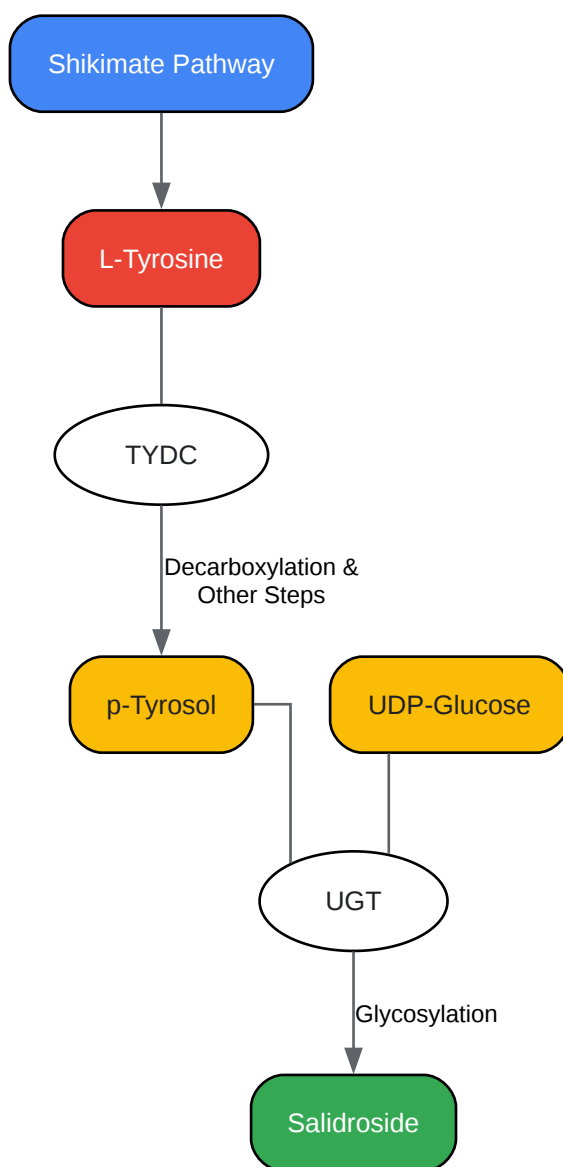 Shikimate Pathway
L-Tyrosine
TYDC
Decarboxylation &
Other Steps
p-Tyrosol
UDP-Glucose
UGT
Glycosylation
Salidroside